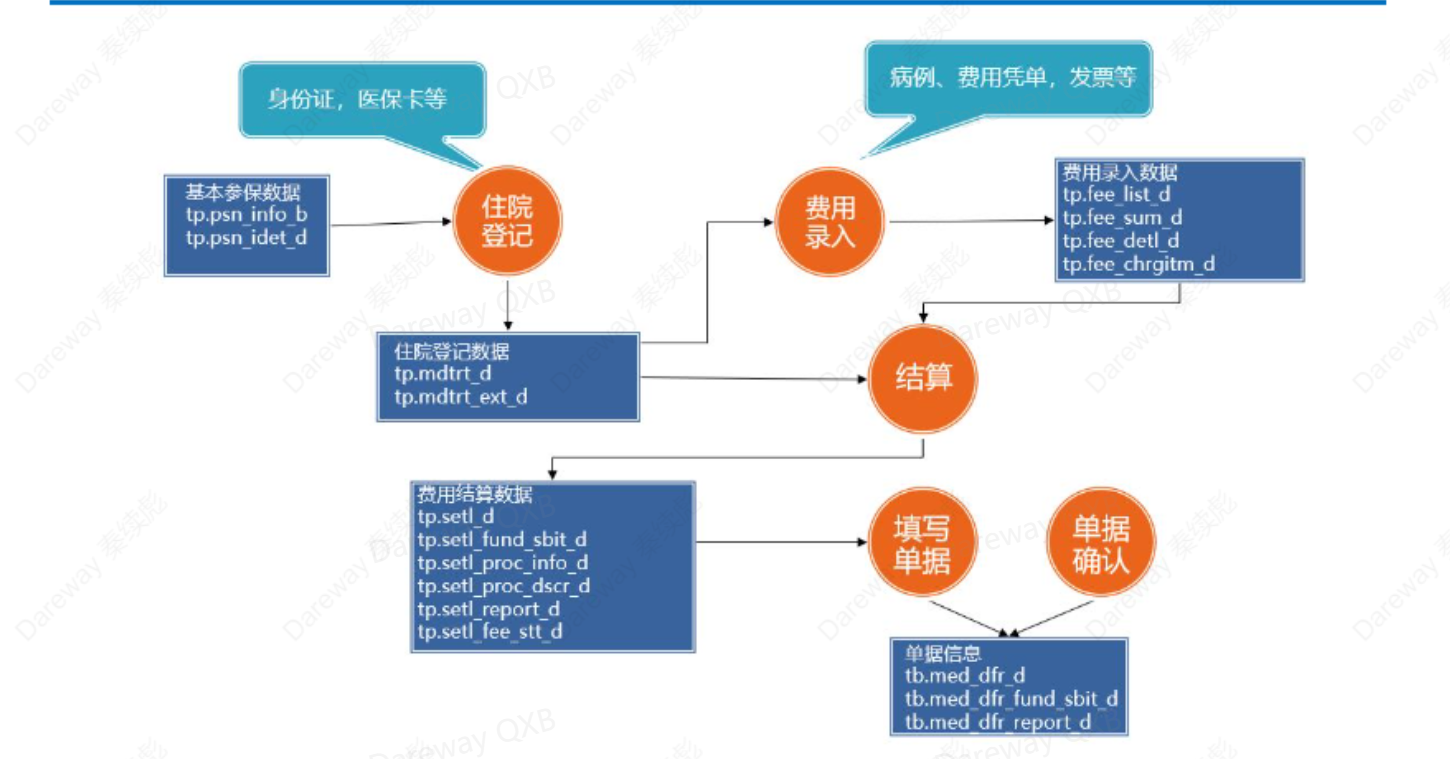 身份证，医保卡等
病例、费用凭单，发票等
基本参保数据
tp.psn_info_b
tp.psn_idet_d
住院
登记
费用
录入
费用录入数据
tp.fee_list_d
tp.fee_sum_d
tp.fee_detl_d
tp.fee_chrgitm_d
住院登记数据
tp.mdtrt_d
tp.mdtrt_ext_d
结算
费用结算数据
tp.setl_d
tp.setl_fund_sbit_d
tp.setl_proc_info_d
tp.setl_proc_dscr_d
tp.setl_report_d
tp.setl_fee_stt_d
填写
单据
单据
确认
单据信息
tb.med_dfr_d
tb.med_dfr_fund_sbit_d
tb.med_dfr_report_d
Dareway 秦续彪
Dareway QXB